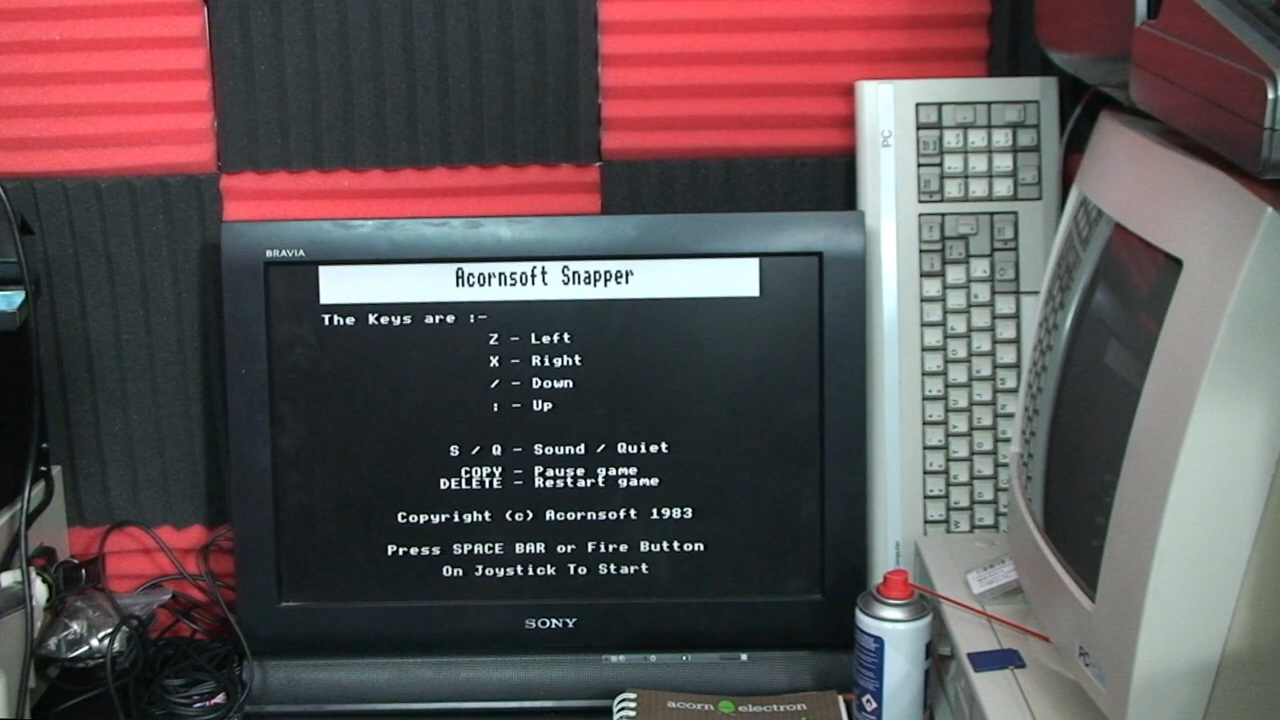 BRAVIA
Acornsoft Snapper
The Keys are :-
Z - Left
X - Right
/ - Down
: - Up
S / Q - Sound / Quiet
COPY - Pause game
DELETE - Restart game
Copyright (c) Acornsoft 1983
Press SPACE BAR or Fire Button
On Joystick To Start
SONY
acorn electron
PC
PC